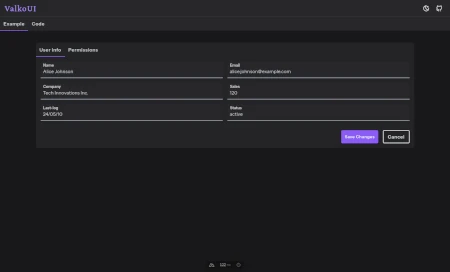 ValkoUI
Example Code
User Info Permissions
Name Email
Alice Johnson alicejohnson@example.com
Company Sales
Tech Innovations Inc. 120
Last-log Status
24/05/10 active
Save Changes Cancel